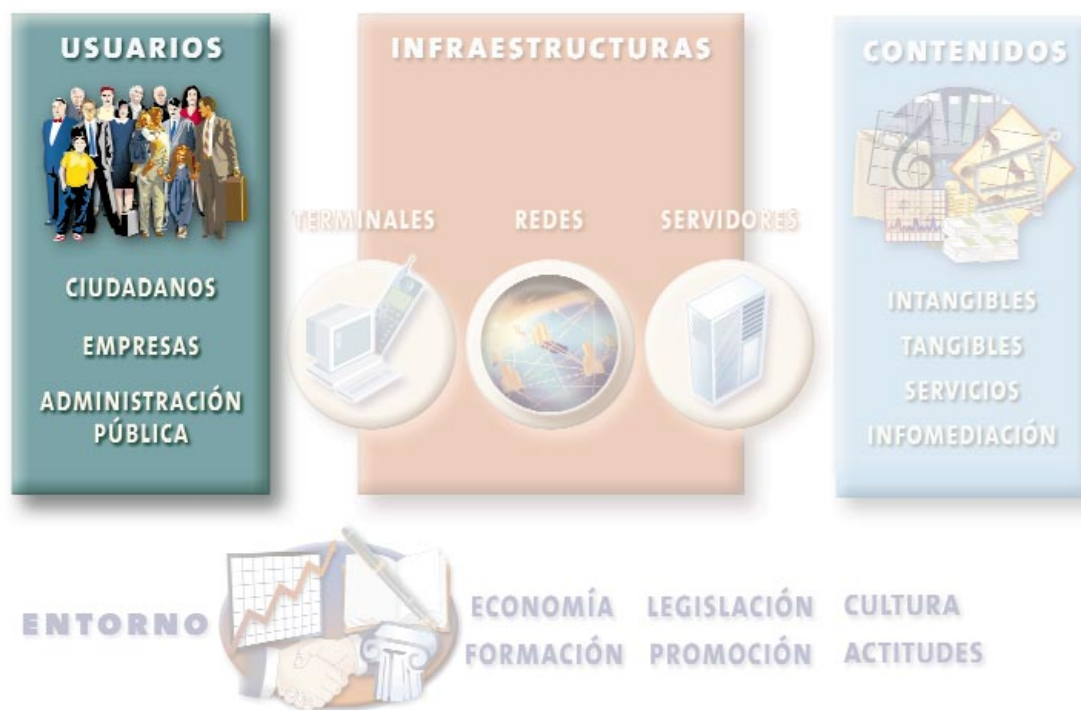 USUARIOS
CIUDADANOS
EMPRESAS
ADMINISTRACIÓN
PÚBLICA
INFRAESTRUCTURAS
TERMINALES
REDES
SERVIDORES
CONTENIDOS
INTANGIBLES
TANGIBLES
SERVICIOS
INFOMEDIACIÓN
ENTORNO
ECONOMÍA LEGISLACIÓN CULTURA
FORMACIÓN PROMOCIÓN ACTITUDES